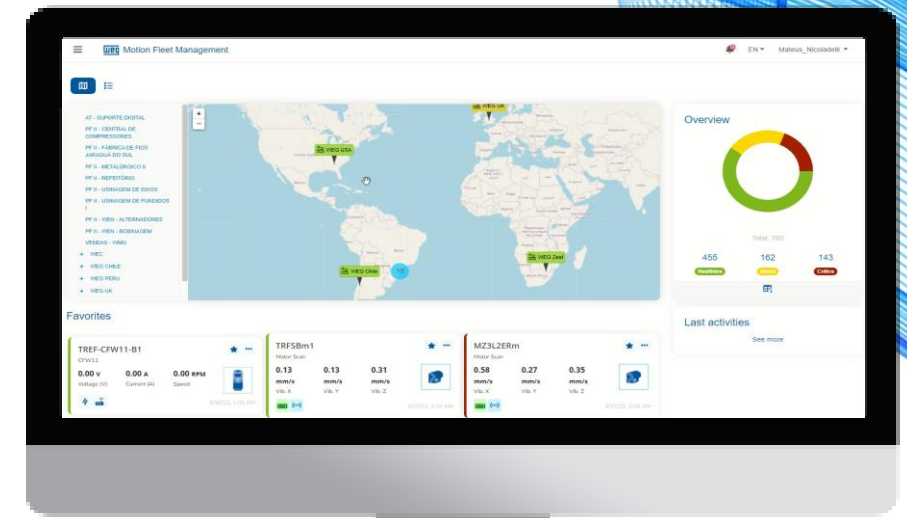 WEG Motion Fleet Management
EN
Mateus_Nicoladelli
AT - SUPORTE DIGITAL
PF II - CENTRAL DE
COMPRESSORES
PF II - FÁBRICA DE FIOS
JARAGUÁ DO SUL
PF II - METALÚRGICO II
PF II - REFEITÓRIO
PF II - USINAGEM DE EIXOS
PF II - USINAGEM DE FUNDIDOS
I
PF II - WEN - ALTERNADORES
PF II - WEN - BOBINAGEM
VENDAS - WMO
+ WEC
+ WEG CHILE
+ WEG PERU
+ WEG UK
+
-
WEG UK
WEG USA
WEG Chile
15
WEG Zest
Overview
Total: 760
455
162
143
Healthies
Alerts
Critics
Last activities
See more
Favorites
TREF-CFW11-B1
CFW11
0.00 V
0.00 A
0.00 RPM
Voltage (V)
Current (A)
Speed
TRFSBm1
Motor Scan
0.13
0.13
0.31
mm/s
mm/s
mm/s
Vib. X
Vib. Y
Vib. Z
MZ3L2ERm
Motor Scan
0.58
0.27
0.35
mm/s
mm/s
mm/s
Vib. X
Vib. Y
Vib. Z